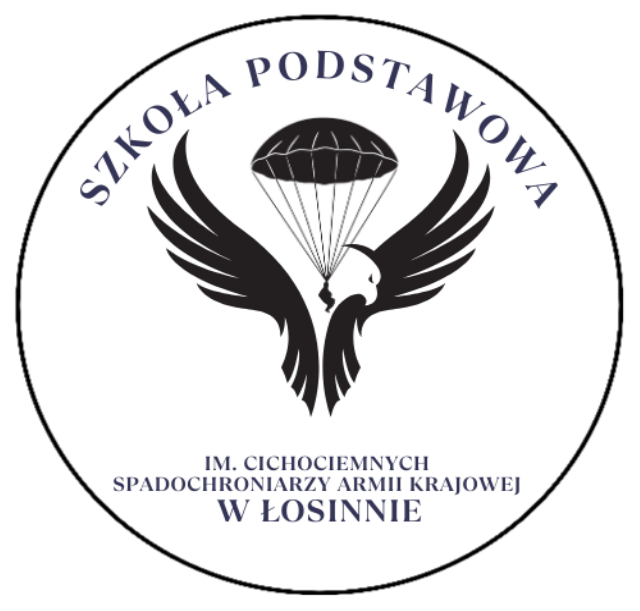 SZKOŁA PODSTAWOWA
IM. CICHOCIEMNYCH
SPADOCHRONIARZY ARMII KRAJOWEJ
W ŁOSINNIE